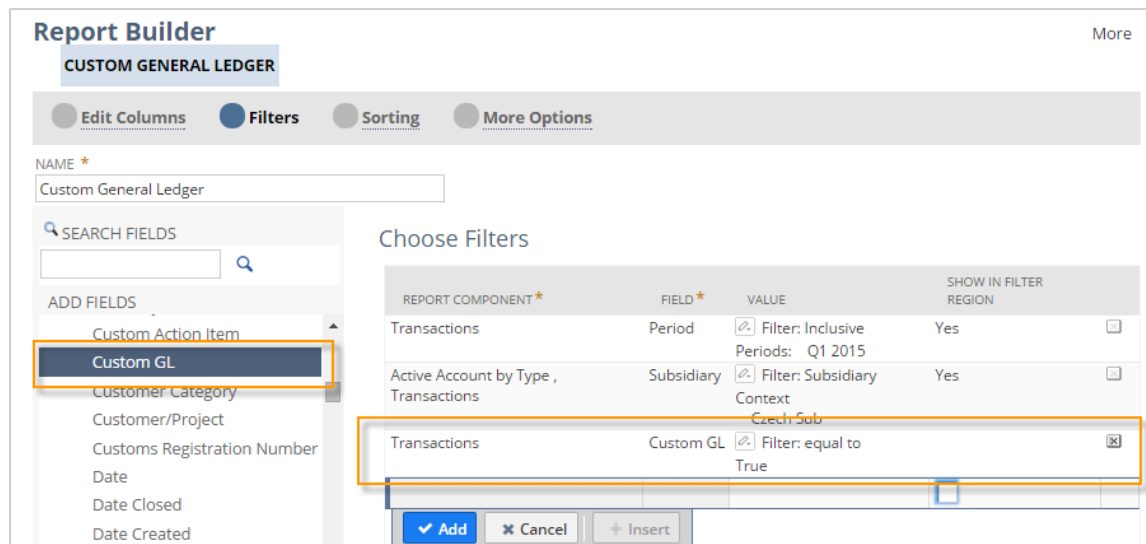 Report Builder
More
CUSTOM GENERAL LEDGER
Edit Columns Filters Sorting More Options
NAME *
Custom General Ledger
SEARCH FIELDS
ADD FIELDS
Custom Action Item
Custom GL
Customer Category
Customer/Project
Customs Registration Number
Date
Date Closed
Date Created
Choose Filters
REPORT COMPONENT* FIELD* VALUE SHOW IN FILTER
REGION
Transactions Period Filter: Inclusive Yes
Periods: Q1 2015
Active Account by Type , Subsidiary Filter: Subsidiary Yes
Transactions Context
Czech Sub
Transactions Custom GL Filter: equal to
True
Add Cancel Insert